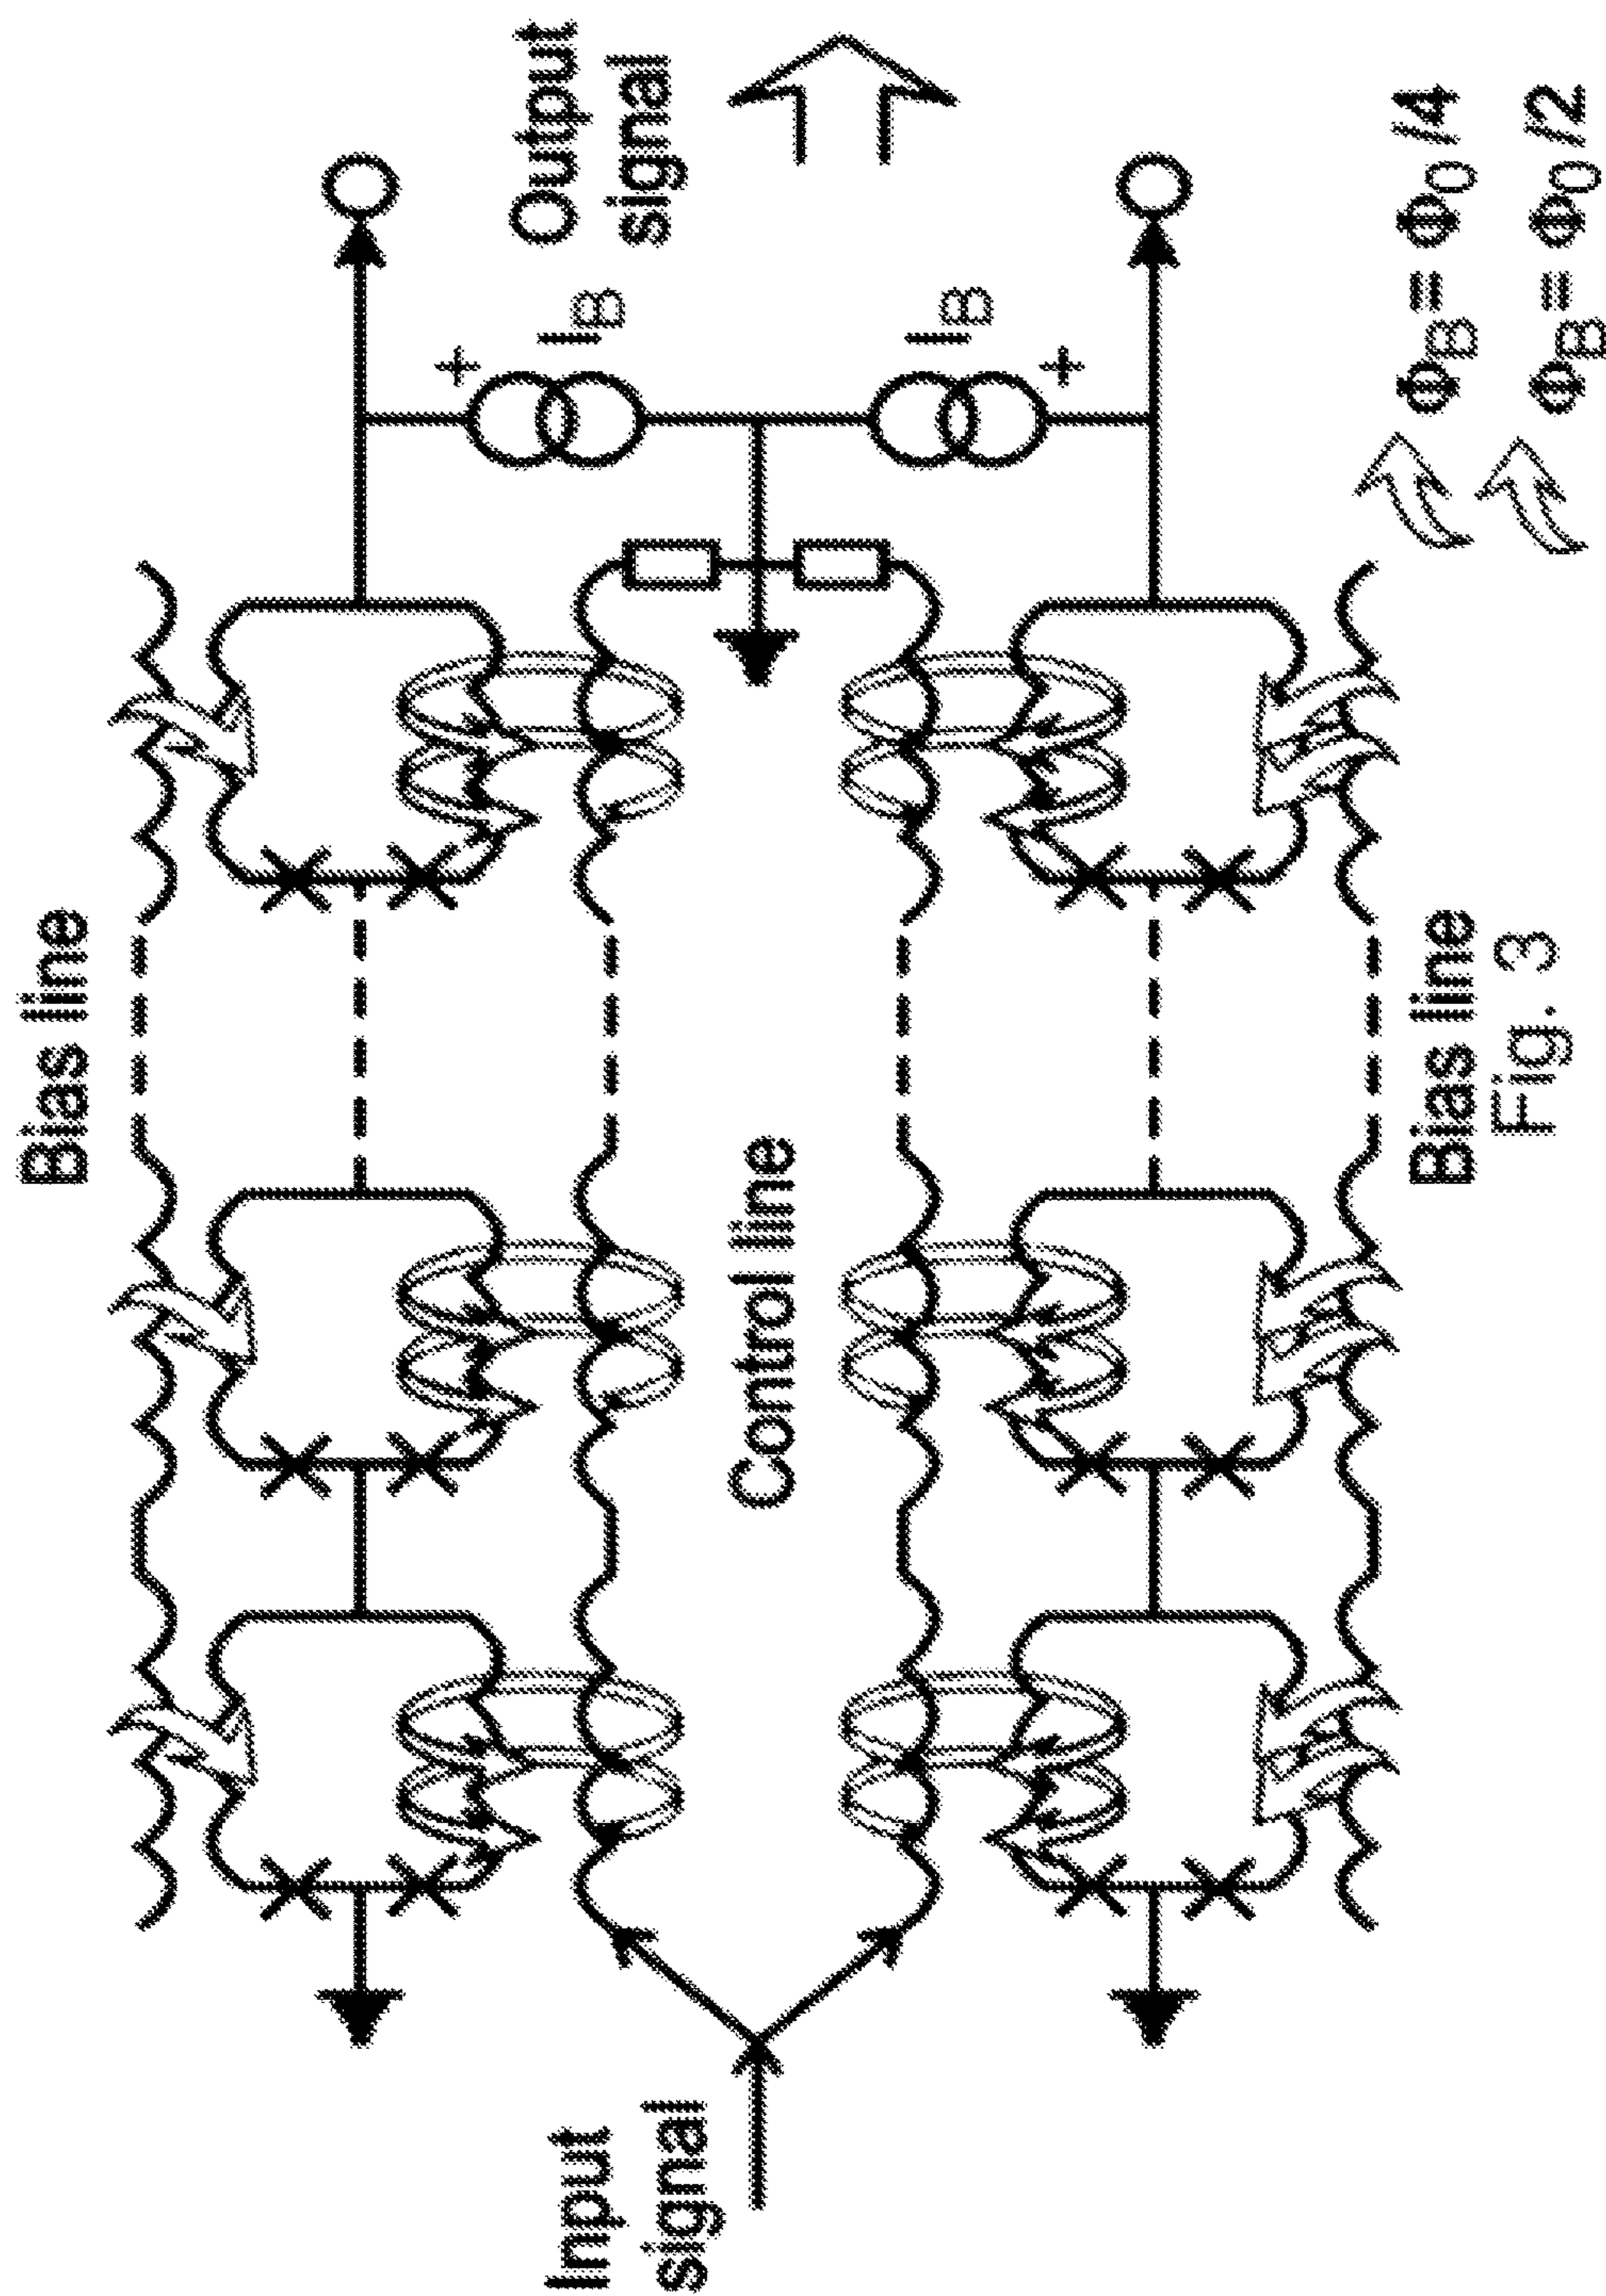 Bias line
Output
signal
+
I_B
Control line
Input
signal
I_B
+
Bias line
Φ_B = Φ_0 /4
Φ_B = Φ_0 /2
Fig. 3